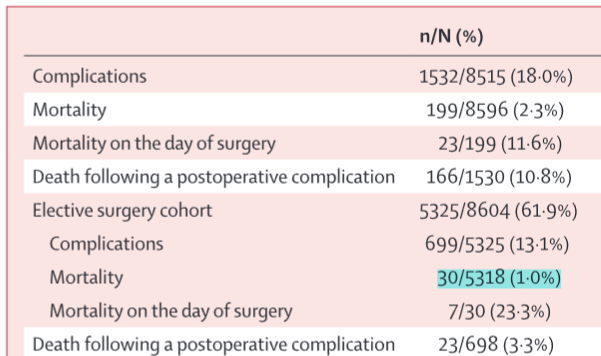 n/N (%)
Complications 1532/8515 (18·0%)
Mortality 199/8596 (2·3%)
Mortality on the day of surgery 23/199 (11·6%)
Death following a postoperative complication 166/1530 (10·8%)
Elective surgery cohort 5325/8604 (61·9%)
Complications 699/5325 (13·1%)
Mortality 30/5318 (1·0%)
Mortality on the day of surgery 7/30 (23·3%)
Death following a postoperative complication 23/698 (3·3%)